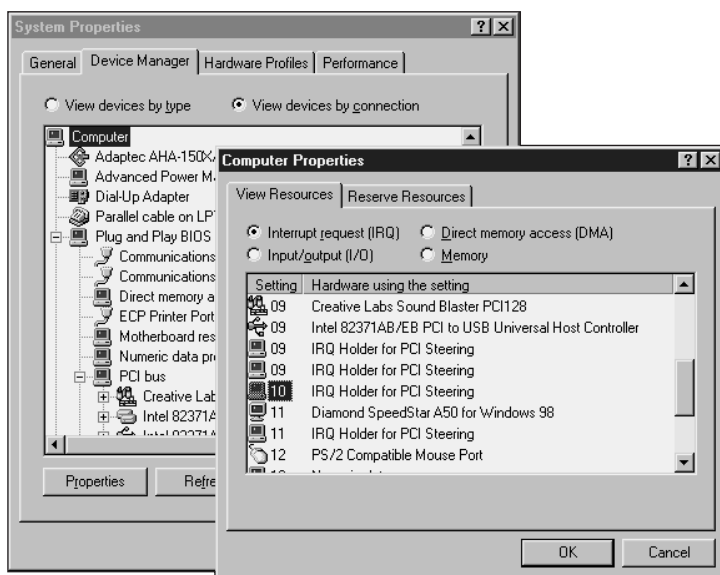 System Properties
General Device Manager Hardware Profiles Performance
View devices by type View devices by connection
Computer
Adaptec AHA-150X/
Advanced Power M
Dial-Up Adapter
Parallel cable on LPT
Plug and Play BIOS
Communications
Communications
Direct memory a
ECP Printer Port
Motherboard res
Numeric data pr
PCI bus
Creative Lab
Intel 82371A
Properties Refre
Computer Properties
View Resources Reserve Resources
Interrupt request (IRQ) Direct memory access (DMA)
Input/output (I/O) Memory
Setting Hardware using the setting
09 Creative Labs Sound Blaster PCI128
09 Intel 82371AB/EB PCI to USB Universal Host Controller
09 IRQ Holder for PCI Steering
09 IRQ Holder for PCI Steering
10 IRQ Holder for PCI Steering
11 Diamond SpeedStar A50 for Windows 98
11 IRQ Holder for PCI Steering
12 PS/2 Compatible Mouse Port
OK Cancel